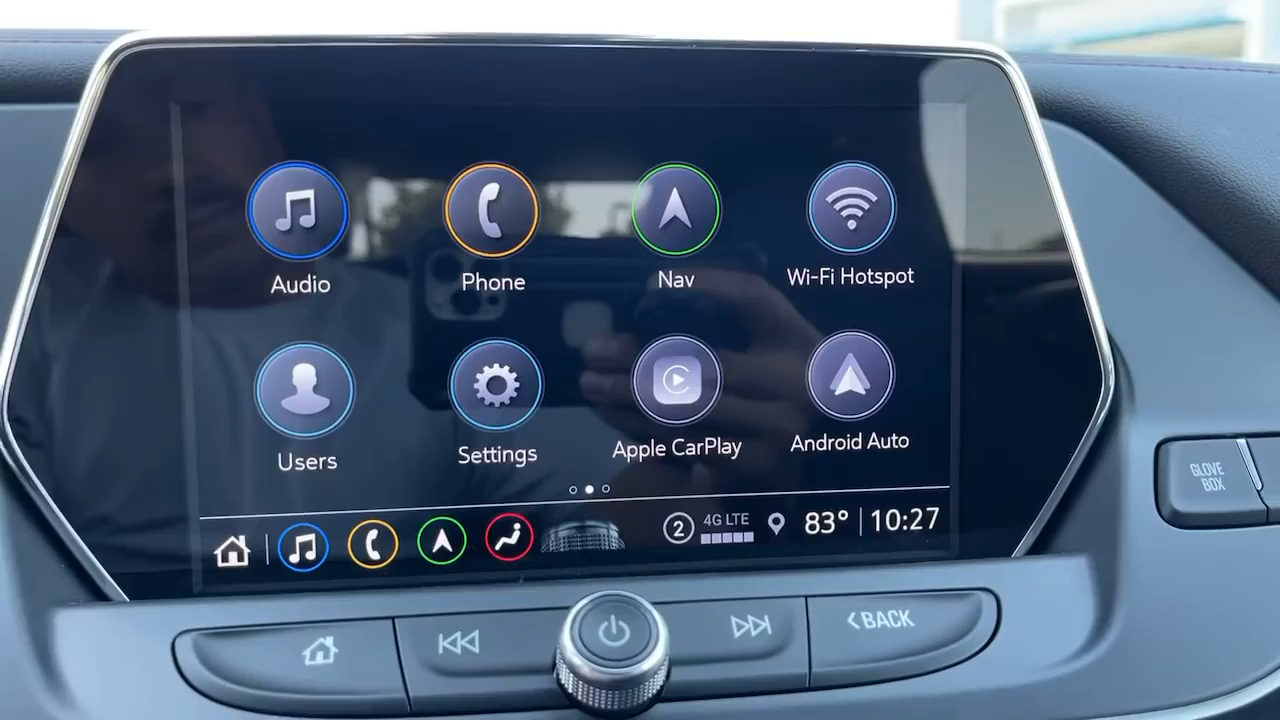 Audio
Phone
Nav
Wi-Fi Hotspot
Users
Settings
Apple CarPlay
Android Auto
2
4G LTE
83°
10:27
GLOVE
BOX
BACK